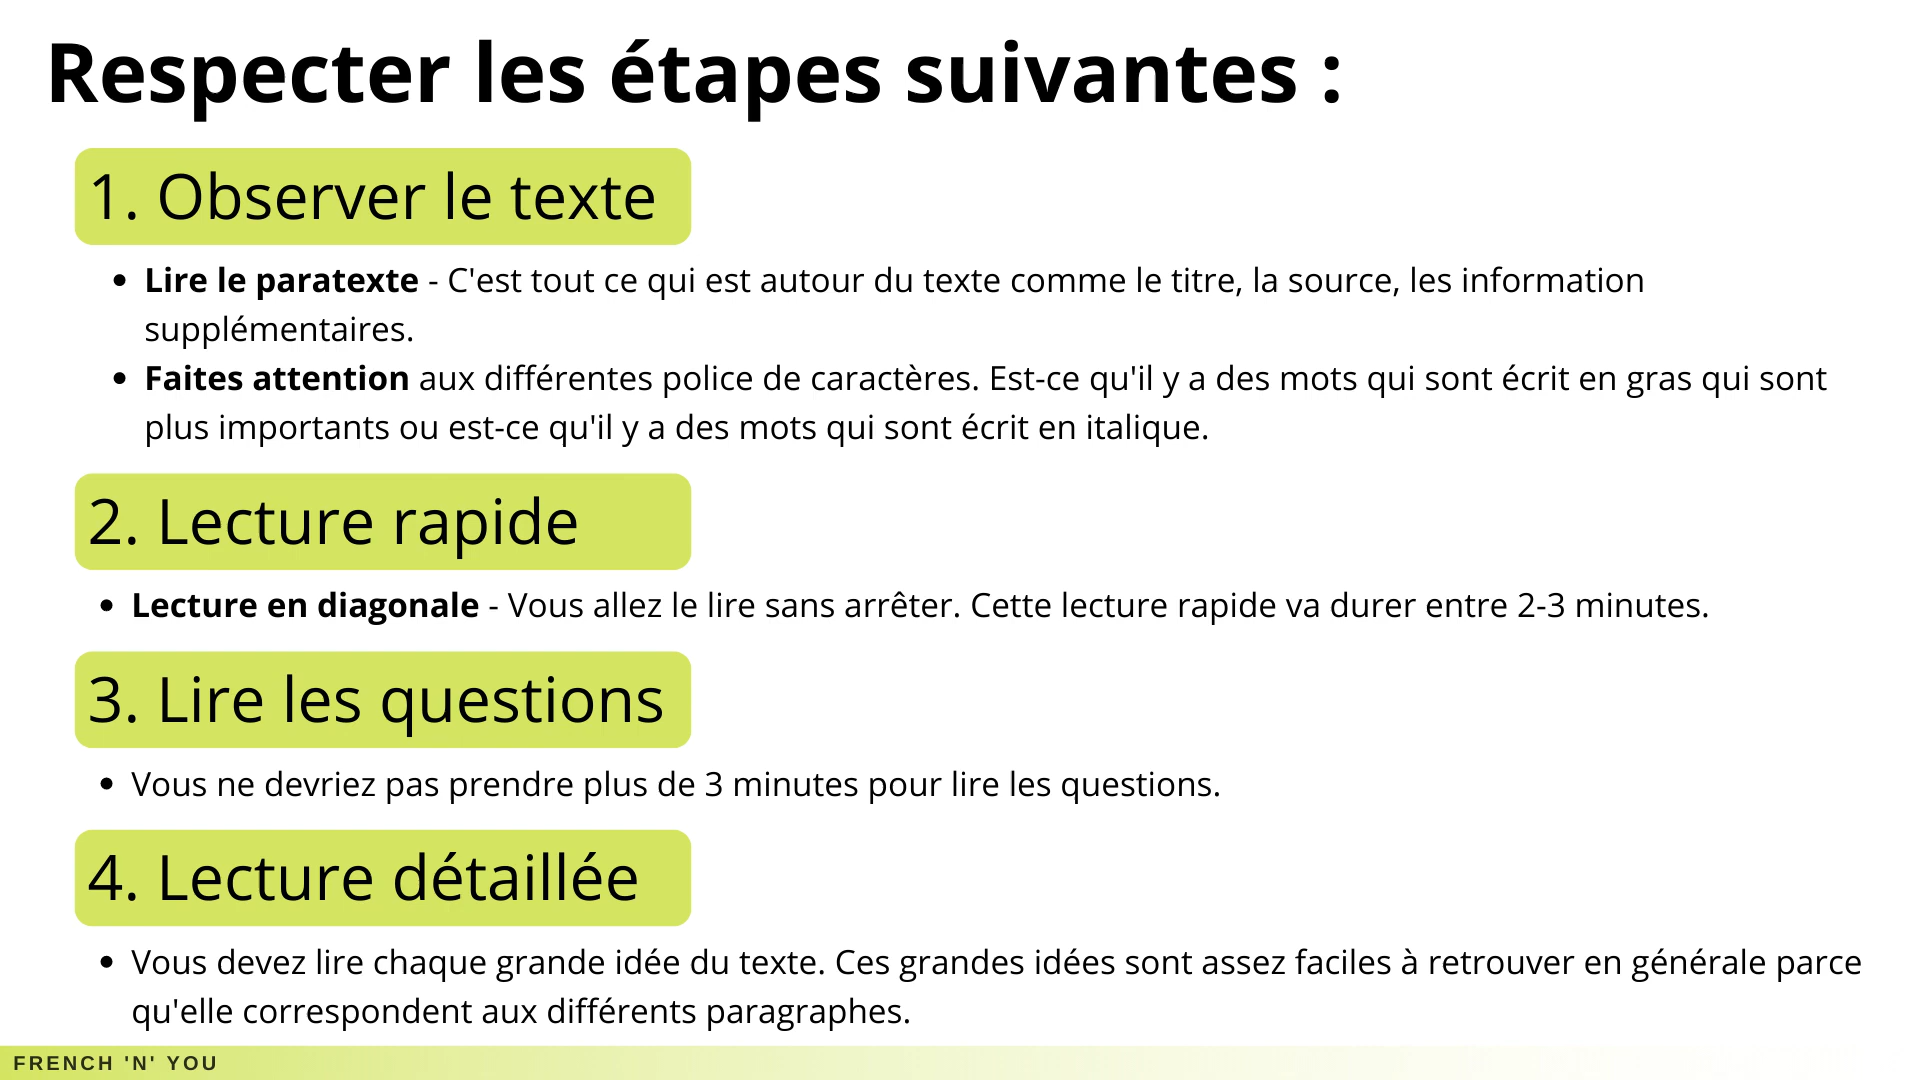 Respecter les étapes suivantes :
1. Observer le texte
• Lire le paratexte - C'est tout ce qui est autour du texte comme le titre, la source, les information
supplémentaires.
• Faites attention aux différentes police de caractères. Est-ce qu'il y a des mots qui sont écrit en gras qui sont
plus importants ou est-ce qu'il y a des mots qui sont écrit en italique.
2. Lecture rapide
• Lecture en diagonale - Vous allez le lire sans arrêter. Cette lecture rapide va durer entre 2-3 minutes.
3. Lire les questions
• Vous ne devriez pas prendre plus de 3 minutes pour lire les questions.
4. Lecture détaillée
• Vous devez lire chaque grande idée du texte. Ces grandes idées sont assez faciles à retrouver en générale parce
qu'elle correspondent aux différents paragraphes.
FRENCH 'N' YOU